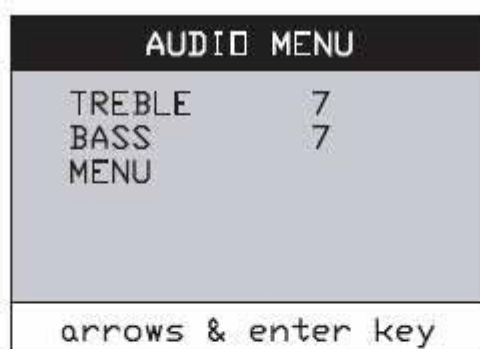 AUDIO MENU
TREBLE 7
BASS 7
MENU
arrows & enter key